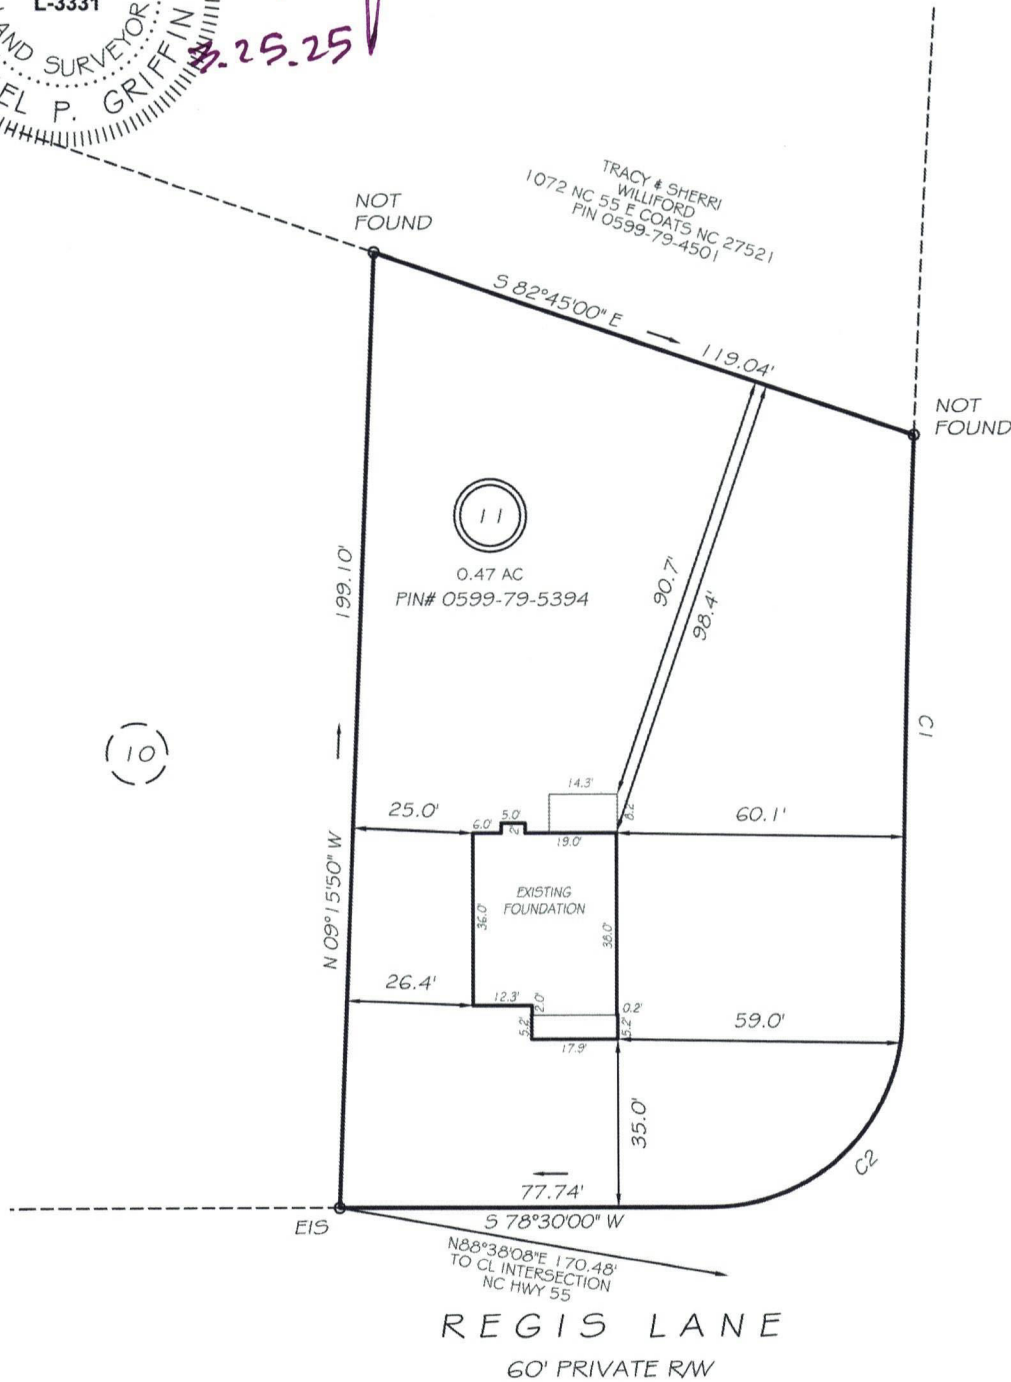 L-3331
AND SURVEYOR
EL P. GRIFFIN
3.25.25
NOT
FOUND
TRACY & SHERRI
WILLIFORD
1072 NC 55 E COATS NC 27521
PIN 0599-79-4501
S 82°45'00" E
119.04'
NOT
FOUND
11
0.47 AC
PIN# 0599-79-5394
199.10'
90.7'
98.4'
10
C1
14.3'
8.2'
25.0'
6.0'
5.0'
2'
19.0'
60.1'
N 09°15'50" W
EXISTING
FOUNDATION
36.0'
38.0'
26.4'
12.3'
2.0'
0.2'
5.2'
5.2'
17.9'
59.0'
35.0'
C2
77.74'
S 78°30'00" W
EIS
N88°38'08"E 170.48'
TO CL INTERSECTION
NC HWY 55
REGIS LANE
60' PRIVATE R/W